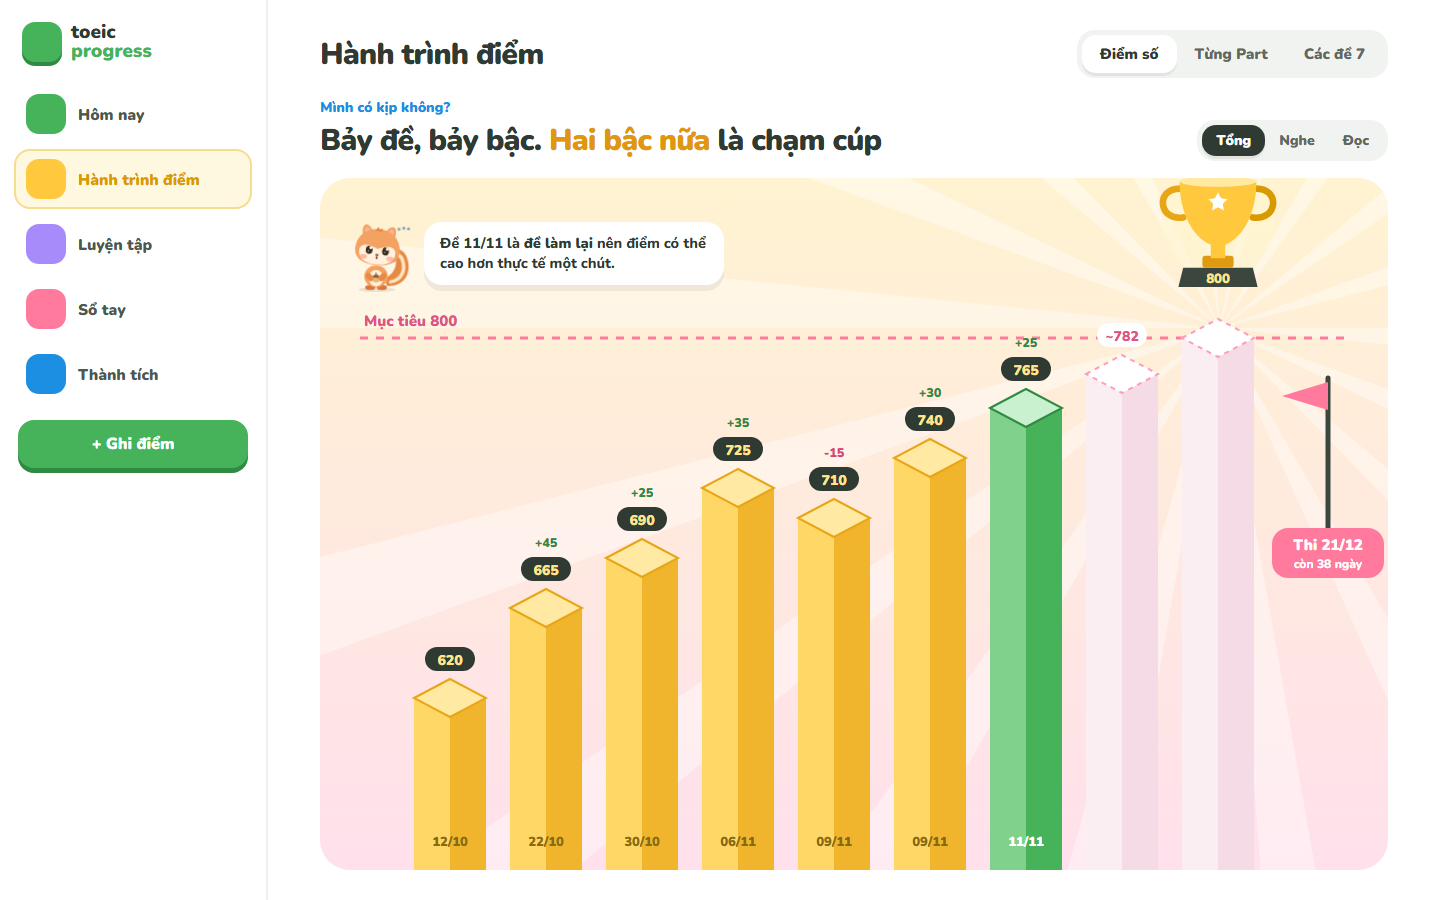 toeic
progress
Hôm nay
Hành trình điểm
Luyện tập
Sổ tay
Thành tích
+ Ghi điểm
Hành trình điểm
Điểm số
Từng Part
Các đề 7
Mình có kịp không?
Bảy đề, bảy bậc. Hai bậc nữa là chạm cúp
Tổng
Nghe
Đọc
Đề 11/11 là đề làm lại nên điểm có thể
cao hơn thực tế một chút.
800
Mục tiêu 800
~782
+25
765
+30
740
+35
725
-15
710
+25
690
+45
665
620
Thi 21/12
còn 38 ngày
12/10
22/10
30/10
06/11
09/11
09/11
11/11